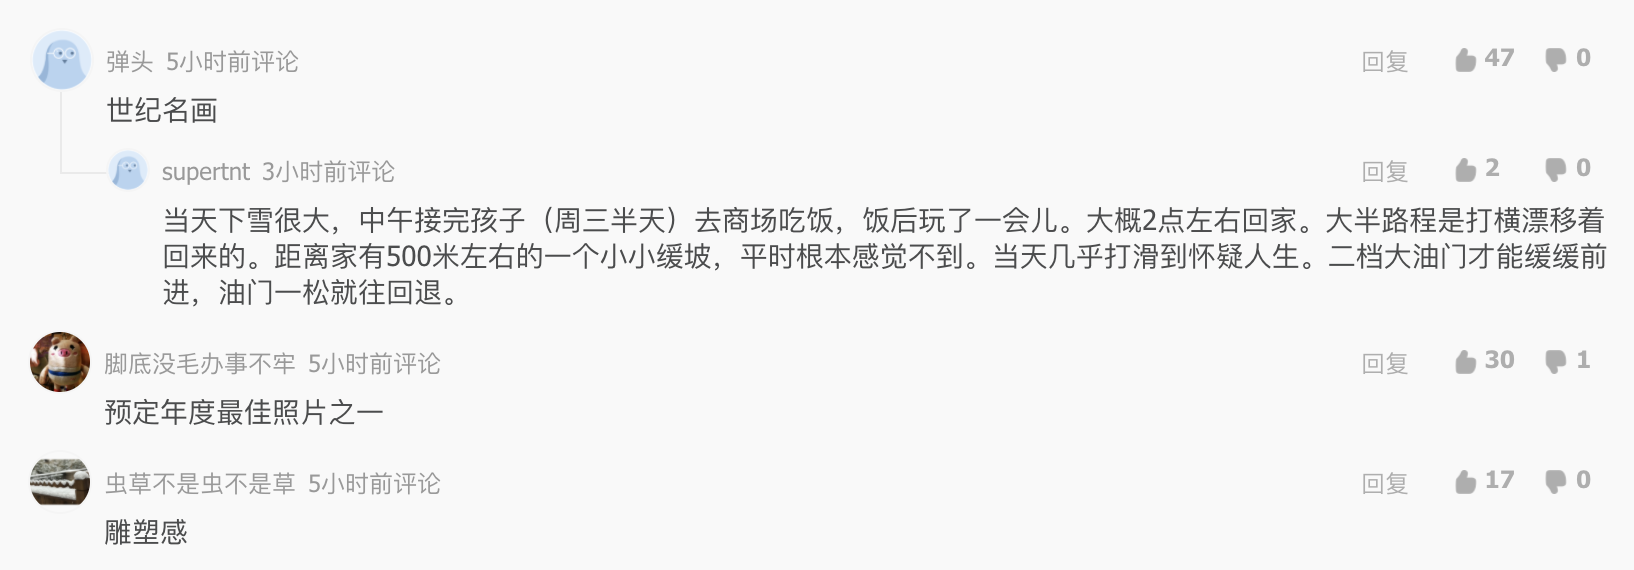 弹头 5小时前评论 回复 47 0
世纪名画
supertnt 3小时前评论 回复 2 0
当天下雪很大，中午接完孩子（周三半天）去商场吃饭，饭后玩了一会儿。大概2点左右回家。大半路程是打横漂移着
回来的。距离家有500米左右的一个小小缓坡，平时根本感觉不到。当天几乎打滑到怀疑人生。二档大油门才能缓缓前
进，油门一松就往回退。
脚底没毛办事不牢 5小时前评论 回复 30 1
预定年度最佳照片之一
虫草不是虫不是草 5小时前评论 回复 17 0
雕塑感